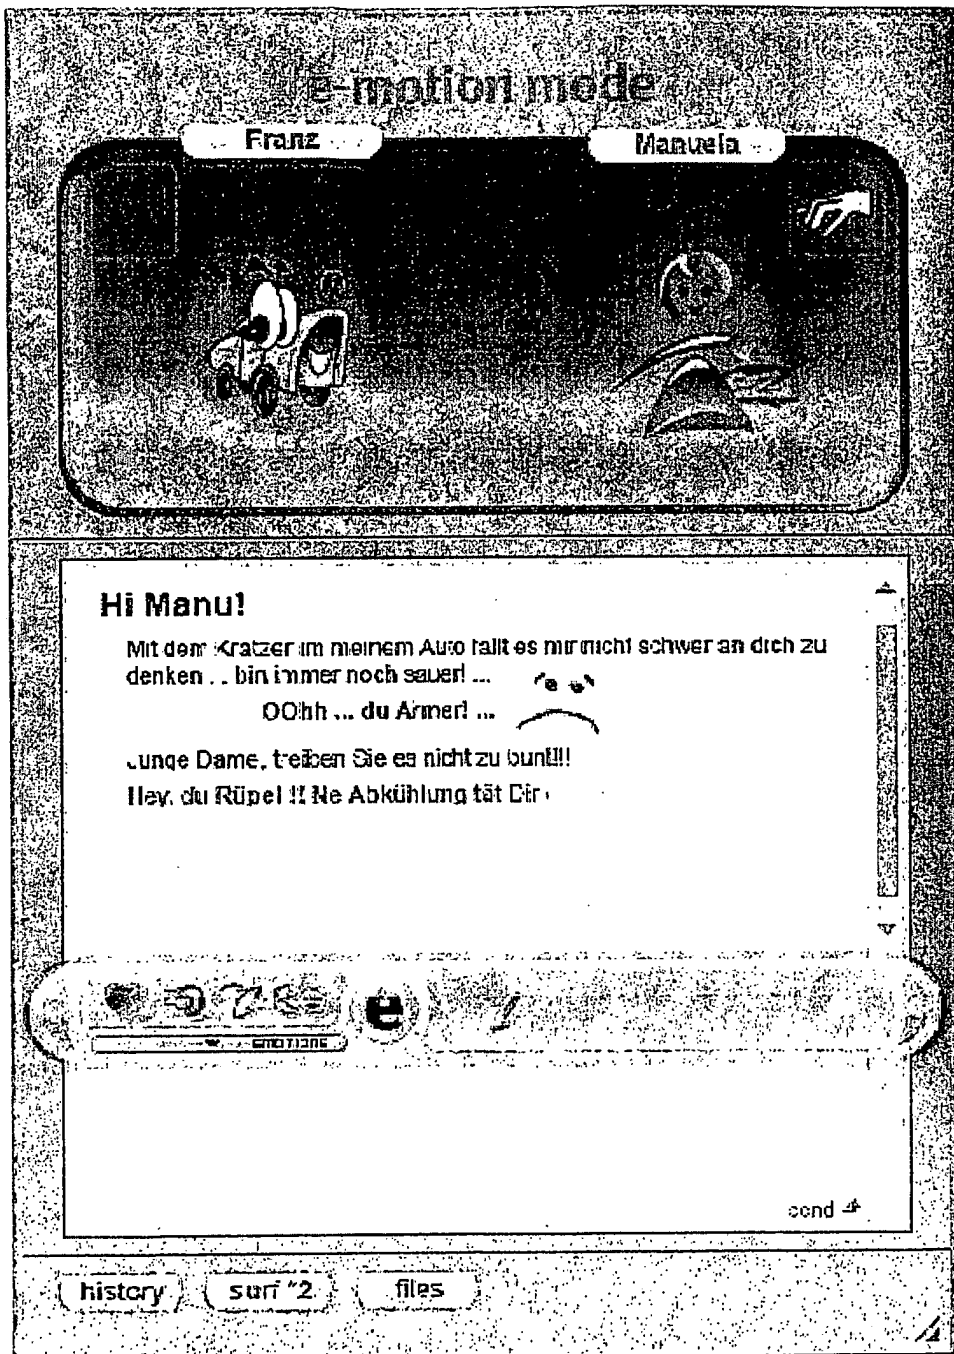 e-motion mode
Franz
Manuela
Hi Manu!
Mit dem Kratzer im meinem Auto fällt es mir nicht schwer an dich zu
denken . . bin immer noch sauer! ...
OOhh ... du Armer! ...
Junge Dame, treiben Sie es nicht zu bunt!!!
Hey, du Rüpel !! Ne Abkühlung tät Dir
e
EMOTIONS
send
history
surf ^2
files